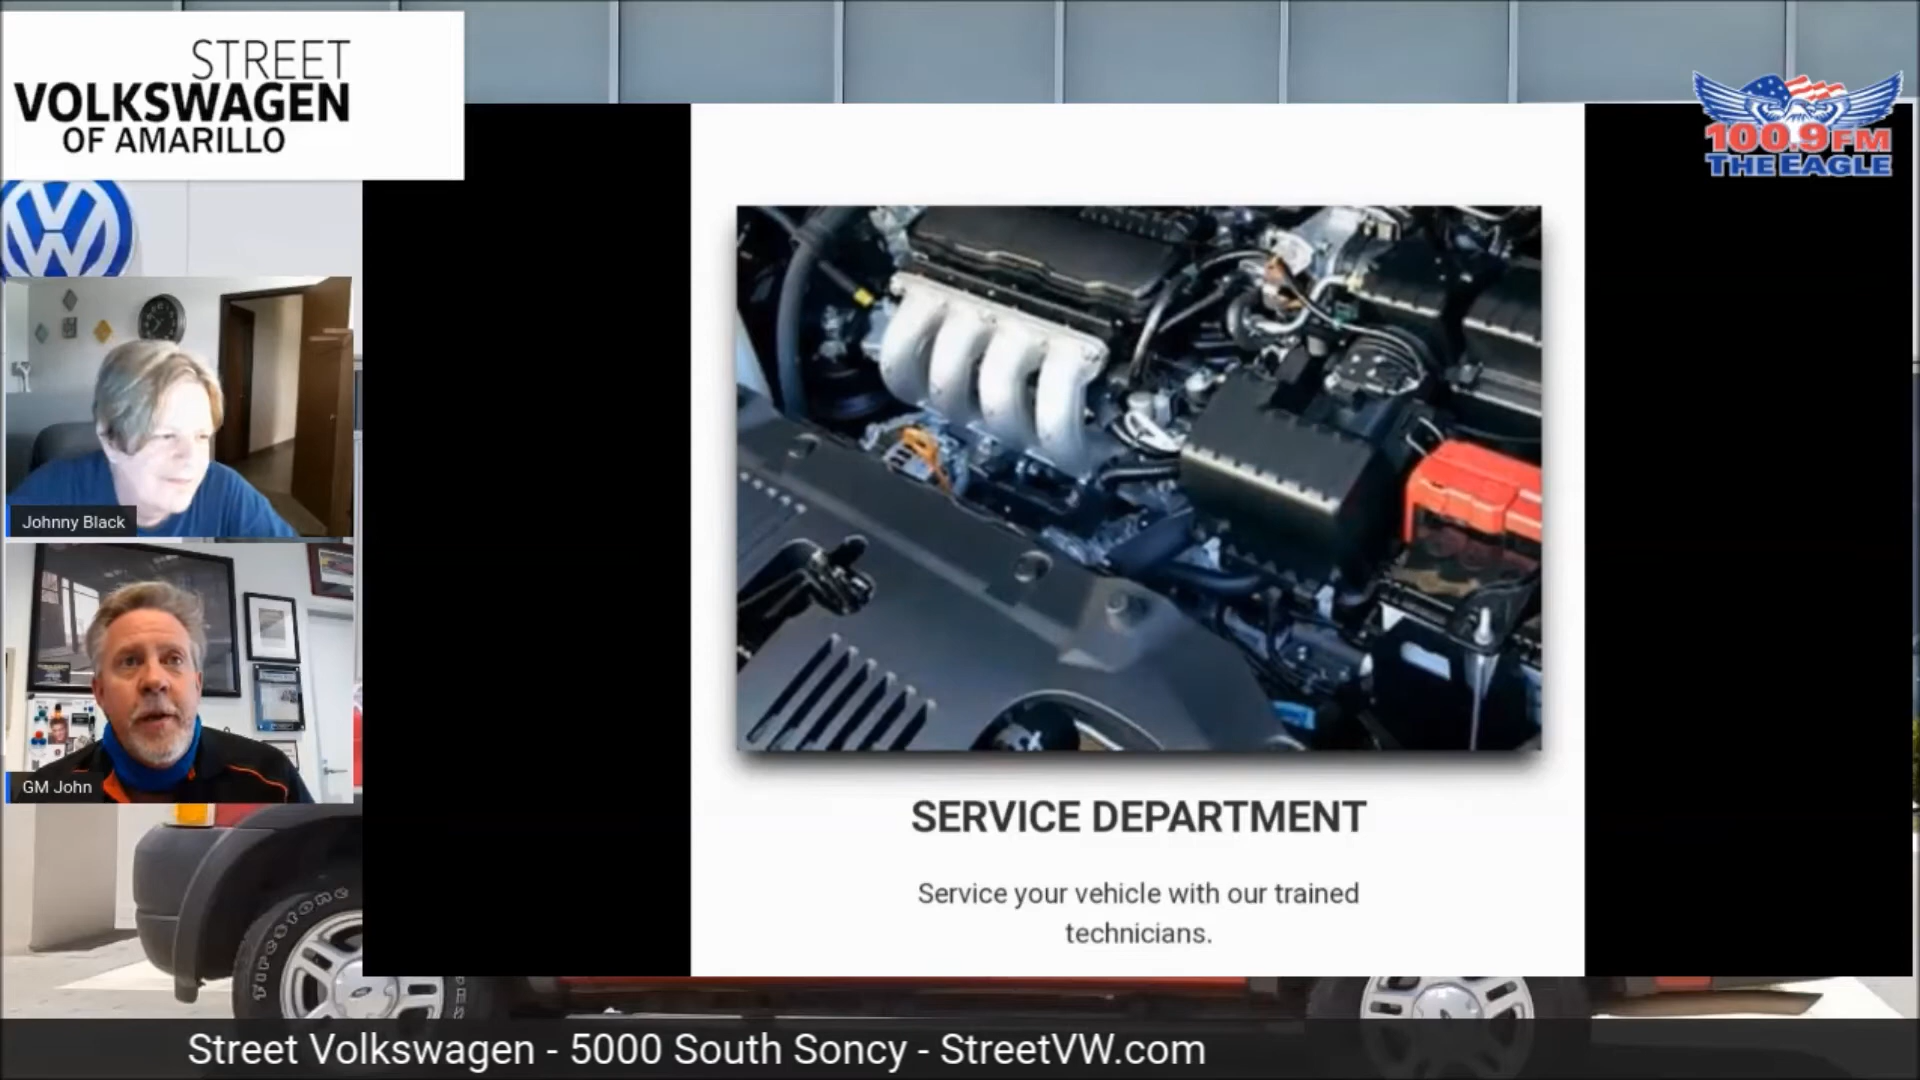 STREET
VOLKSWAGEN
OF AMARILLO
100.9FM
THE EAGLE
Johnny Black
GM John
SERVICE DEPARTMENT
Service your vehicle with our trained
technicians.
Firestone
Street Volkswagen - 5000 South Soncy - StreetVW.com